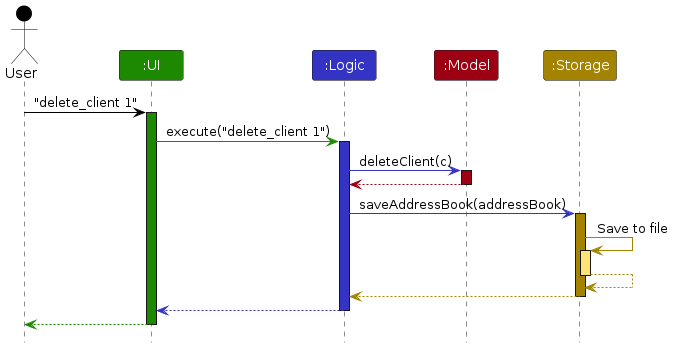 User
:UI
:Logic
:Model
:Storage
"delete_client 1"
execute("delete_client 1")
deleteClient(c)
saveAddressBook(addressBook)
Save to file